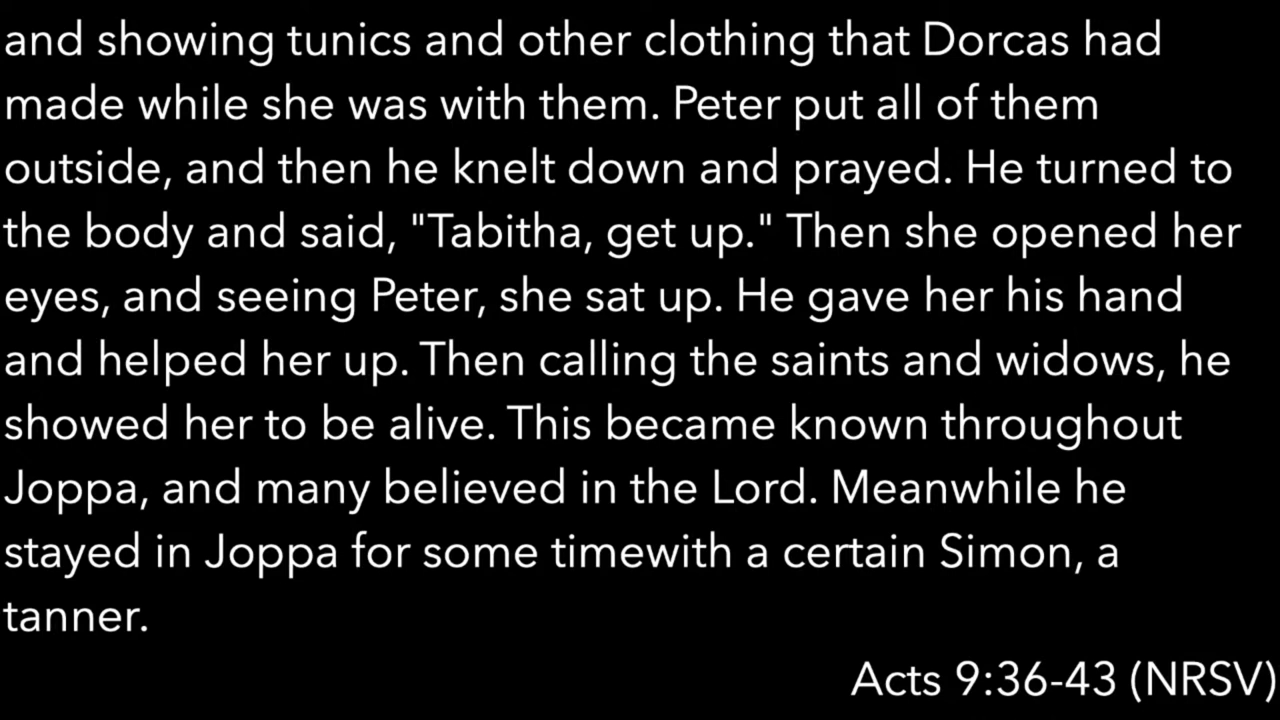 and showing tunics and other clothing that Dorcas had
made while she was with them. Peter put all of them
outside, and then he knelt down and prayed. He turned to
the body and said, "Tabitha, get up." Then she opened her
eyes, and seeing Peter, she sat up. He gave her his hand
and helped her up. Then calling the saints and widows, he
showed her to be alive. This became known throughout
Joppa, and many believed in the Lord. Meanwhile he
stayed in Joppa for some timewith a certain Simon, a
tanner.
Acts 9:36-43 (NRSV)